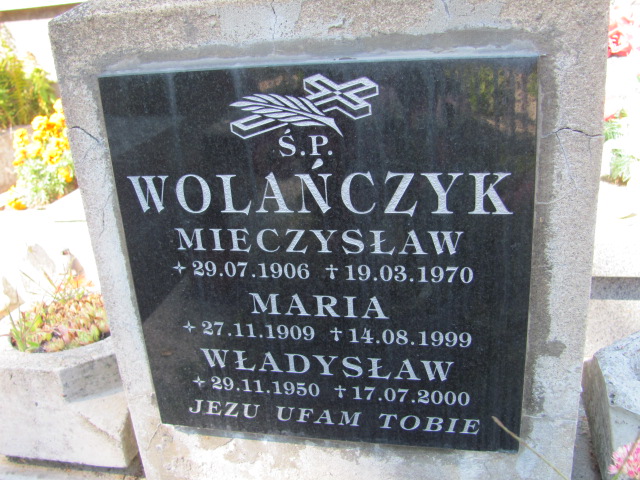 Ś.P.
WOLAŃCZYK
MIECZYSŁAW
✧ 29.07.1906 ✝ 19.03.1970
MARIA
✧ 27.11.1909 ✝ 14.08.1999
WŁADYSŁAW
✧ 29.11.1950 ✝ 17.07.2000
JEZU UFAM TOBIE